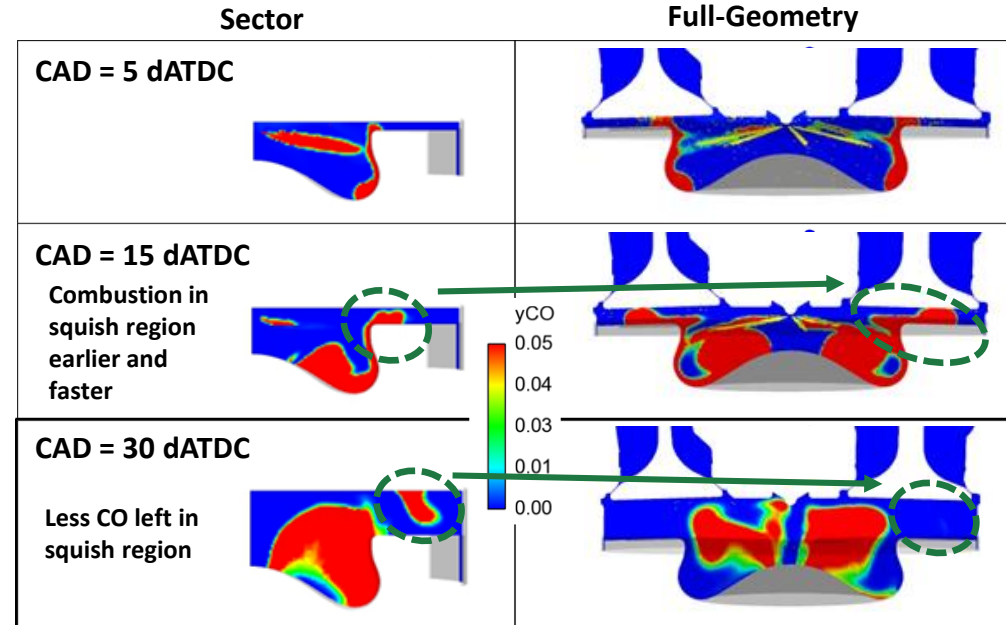 Sector
Full-Geometry
CAD = 5 dATDC
CAD = 15 dATDC
Combustion in
squish region
earlier and
faster
yCO
0.05
0.04
0.03
0.01
0.00
CAD = 30 dATDC
Less CO left in
squish region